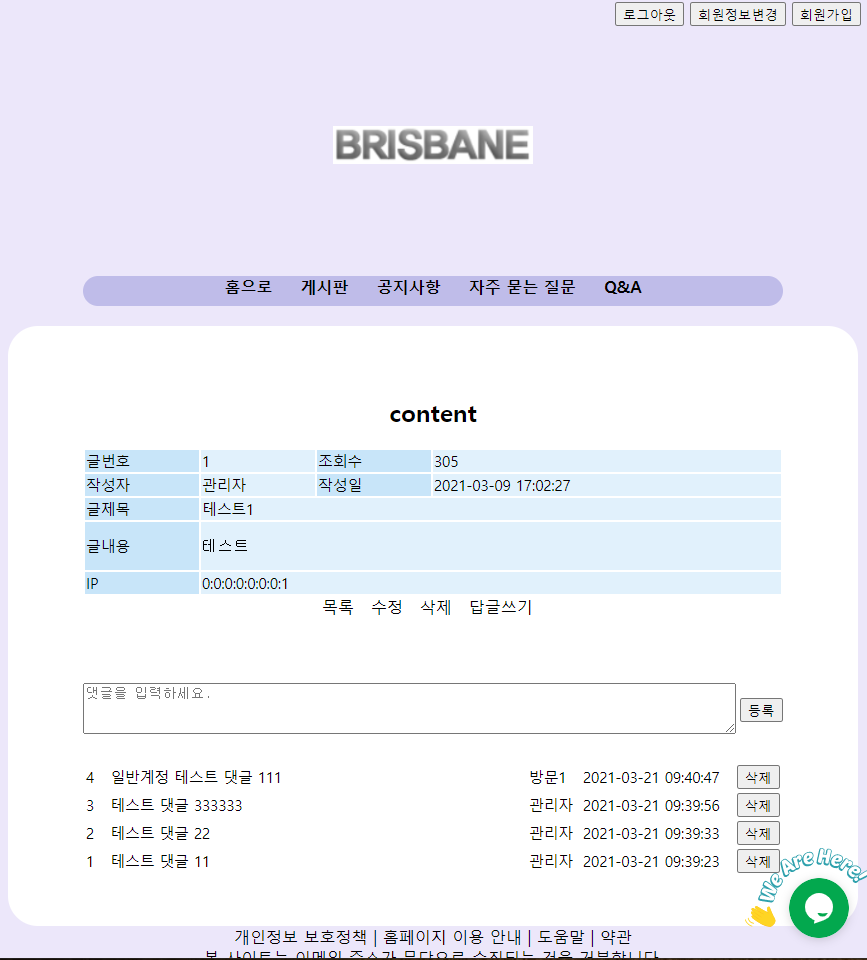 로그아웃 회원정보변경 회원가입
BRISBANE
홈으로 게시판 공지사항 자주 묻는 질문 Q&A
content
글번호 1 조회수 305
작성자 관리자 작성일 2021-03-09 17:02:27
글제목 테스트1
글내용 테스트
IP 0:0:0:0:0:0:0:1
목록 수정 삭제 답글쓰기
댓글을 입력하세요.
등록
4 일반계정 테스트 댓글 111 방문1 2021-03-21 09:40:47 삭제
3 테스트 댓글 333333 관리자 2021-03-21 09:39:56 삭제
2 테스트 댓글 22 관리자 2021-03-21 09:39:33 삭제
1 테스트 댓글 11 관리자 2021-03-21 09:39:23 삭제
We Are Here!
개인정보 보호정책 | 홈페이지 이용 안내 | 도움말 | 약관
본 사이트는 이메일 주소가 무단으로 수집되는 것을 거부합니다.